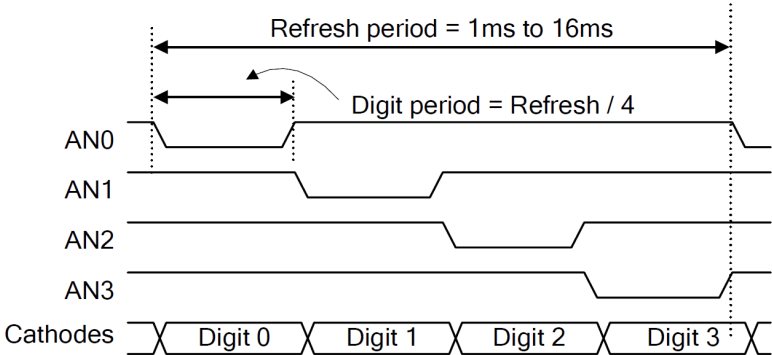 Refresh period = 1ms to 16ms
Digit period = Refresh / 4
AN0
AN1
AN2
AN3
Cathodes Digit 0 Digit 1 Digit 2 Digit 3